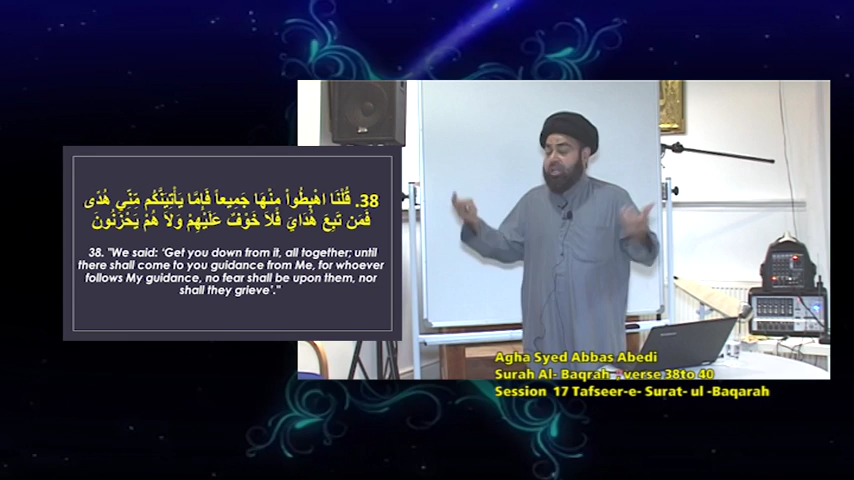 38. قُلْنَا اهْبِطُواْ مِنْهَا جَمِيعاً فَإِمَّا يَأْتِيَنَّكُم مِّنِّي هُدًى
فَمَن تَبِعَ هُدَايَ فَلاَ خَوْفٌ عَلَيْهِمْ وَلاَ هُمْ يَحْزَنُونَ
38. "We said: ‘Get you down from it, all together; until
there shall come to you guidance from Me, for whoever
follows My guidance, no fear shall be upon them, nor
shall they grieve’."
Agha Syed Abbas Abedi
Surah Al- Baqrah , verse 38to 40
Session 17 Tafseer-e- Surat- ul -Baqarah